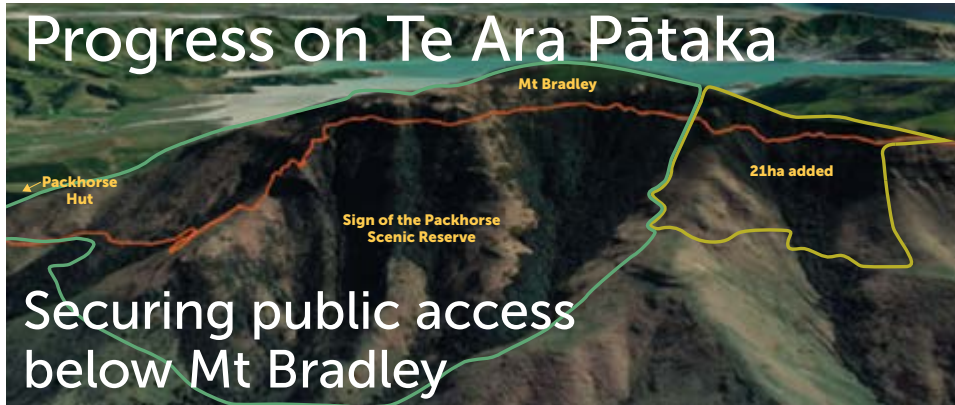 Progress on Te Ara Pātaka
Mt Bradley
Packhorse
Hut
21ha added
Sign of the Packhorse
Scenic Reserve
Securing public access
below Mt Bradley